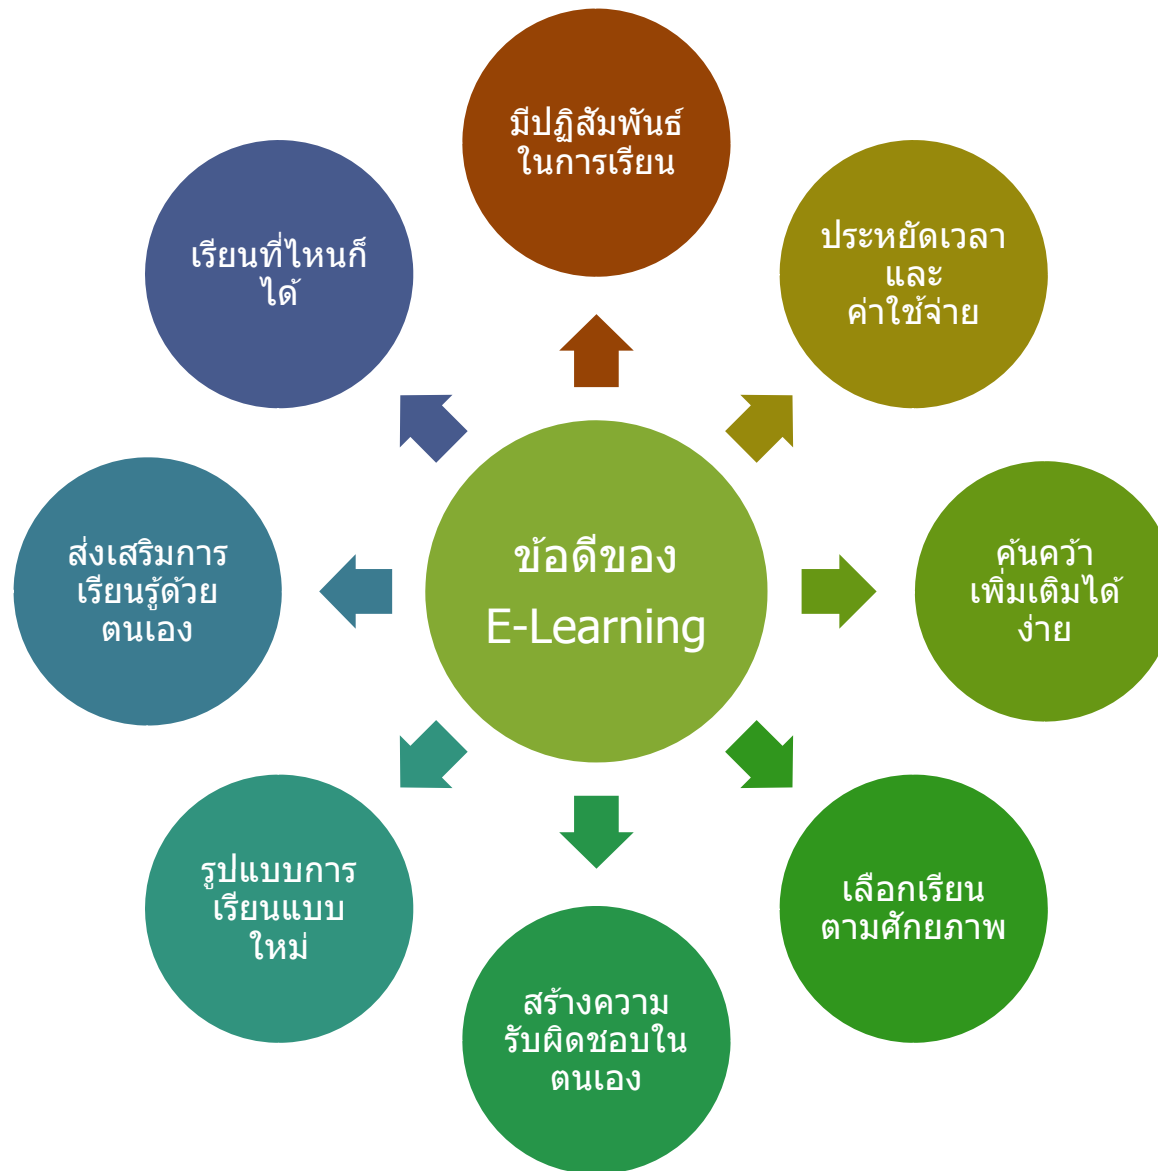 มีปฏิสัมพันธ์
ในการเรียน
ประหยัดเวลา
และ
ค่าใช้จ่าย
ค้นคว้า
เพิ่มเติมได้
ง่าย
เลือกเรียน
ตามศักยภาพ
สร้างความ
รับผิดชอบใน
ตนเอง
รูปแบบการ
เรียนแบบ
ใหม่
ส่งเสริมการ
เรียนรู้ด้วย
ตนเอง
เรียนที่ไหนก็
ได้
ข้อดีของ
E-Learning